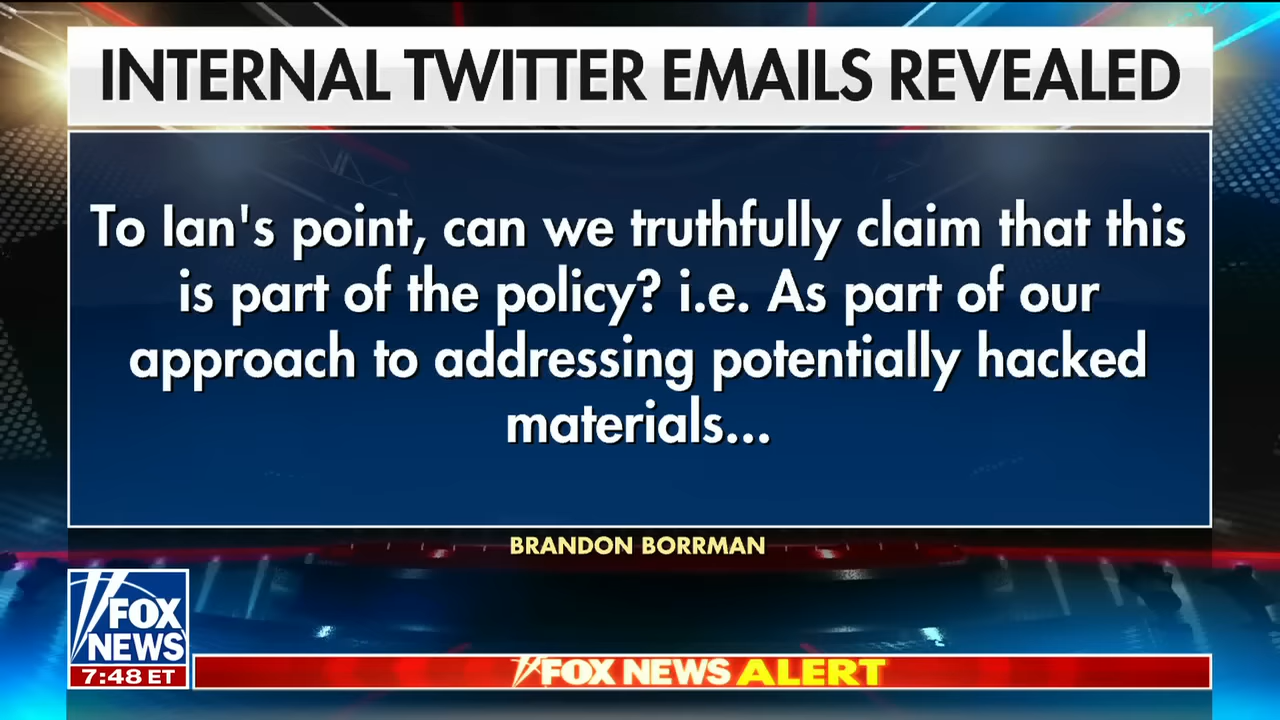 INTERNAL TWITTER EMAILS REVEALED
To Ian's point, can we truthfully claim that this
is part of the policy? i.e. As part of our
approach to addressing potentially hacked
materials...
BRANDON BORRMAN
FOX
NEWS
7:48 ET
FOX NEWS ALERT